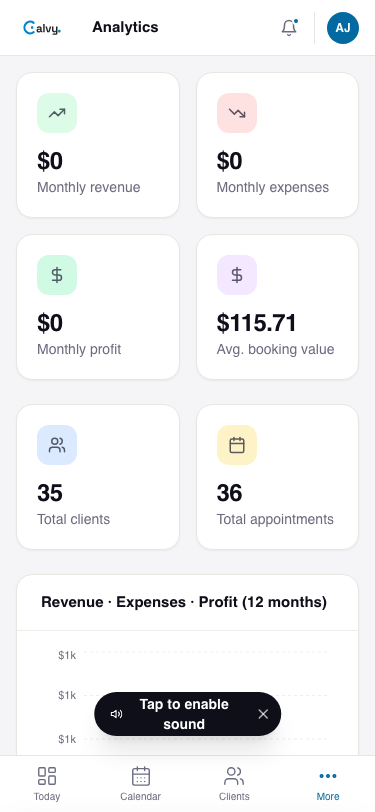 Calvy.
Analytics
AJ
$0
Monthly revenue
$0
Monthly expenses
$0
Monthly profit
$115.71
Avg. booking value
35
Total clients
36
Total appointments
Revenue · Expenses · Profit (12 months)
$1k
$1k
$1k
Tap to enable
sound
Today
Calendar
Clients
More